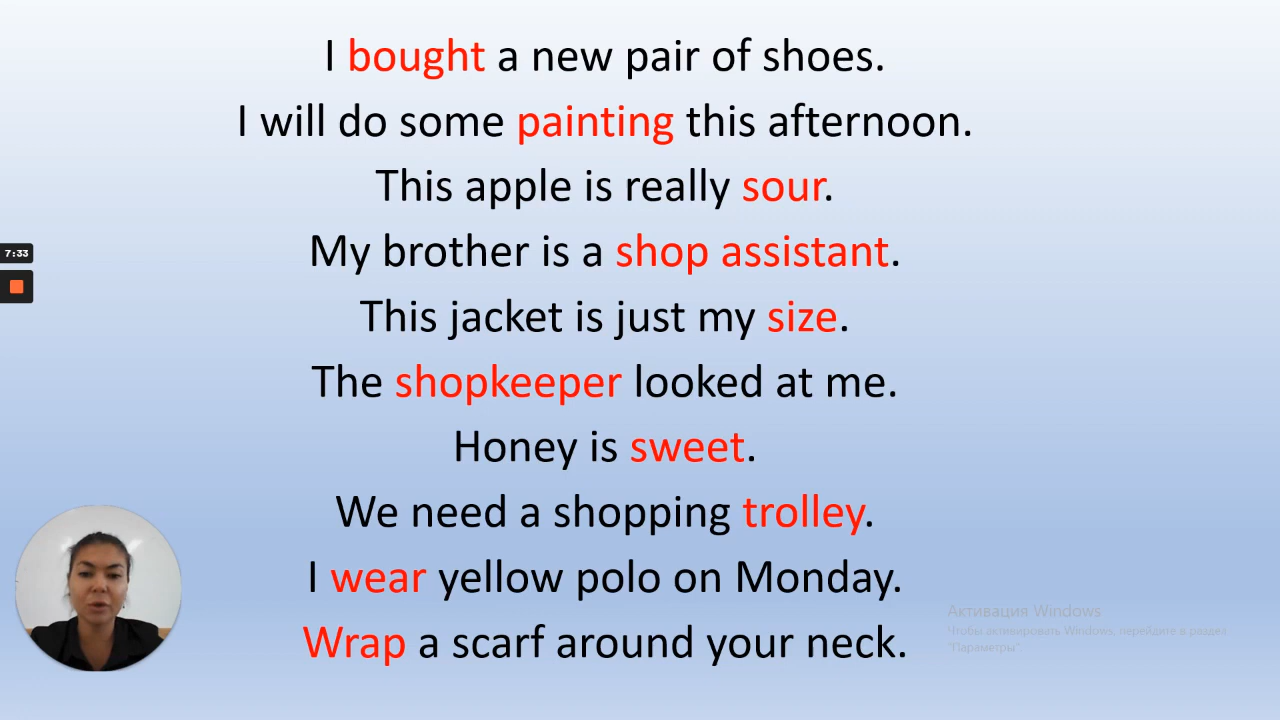 I bought a new pair of shoes.
I will do some painting this afternoon.
This apple is really sour.
My brother is a shop assistant.
7:33
This jacket is just my size.
The shopkeeper looked at me.
Honey is sweet.
We need a shopping trolley.
I wear yellow polo on Monday.
Wrap a scarf around your neck.
Активация Windows
Чтобы активировать Windows, перейдите в раздел
"Параметры".